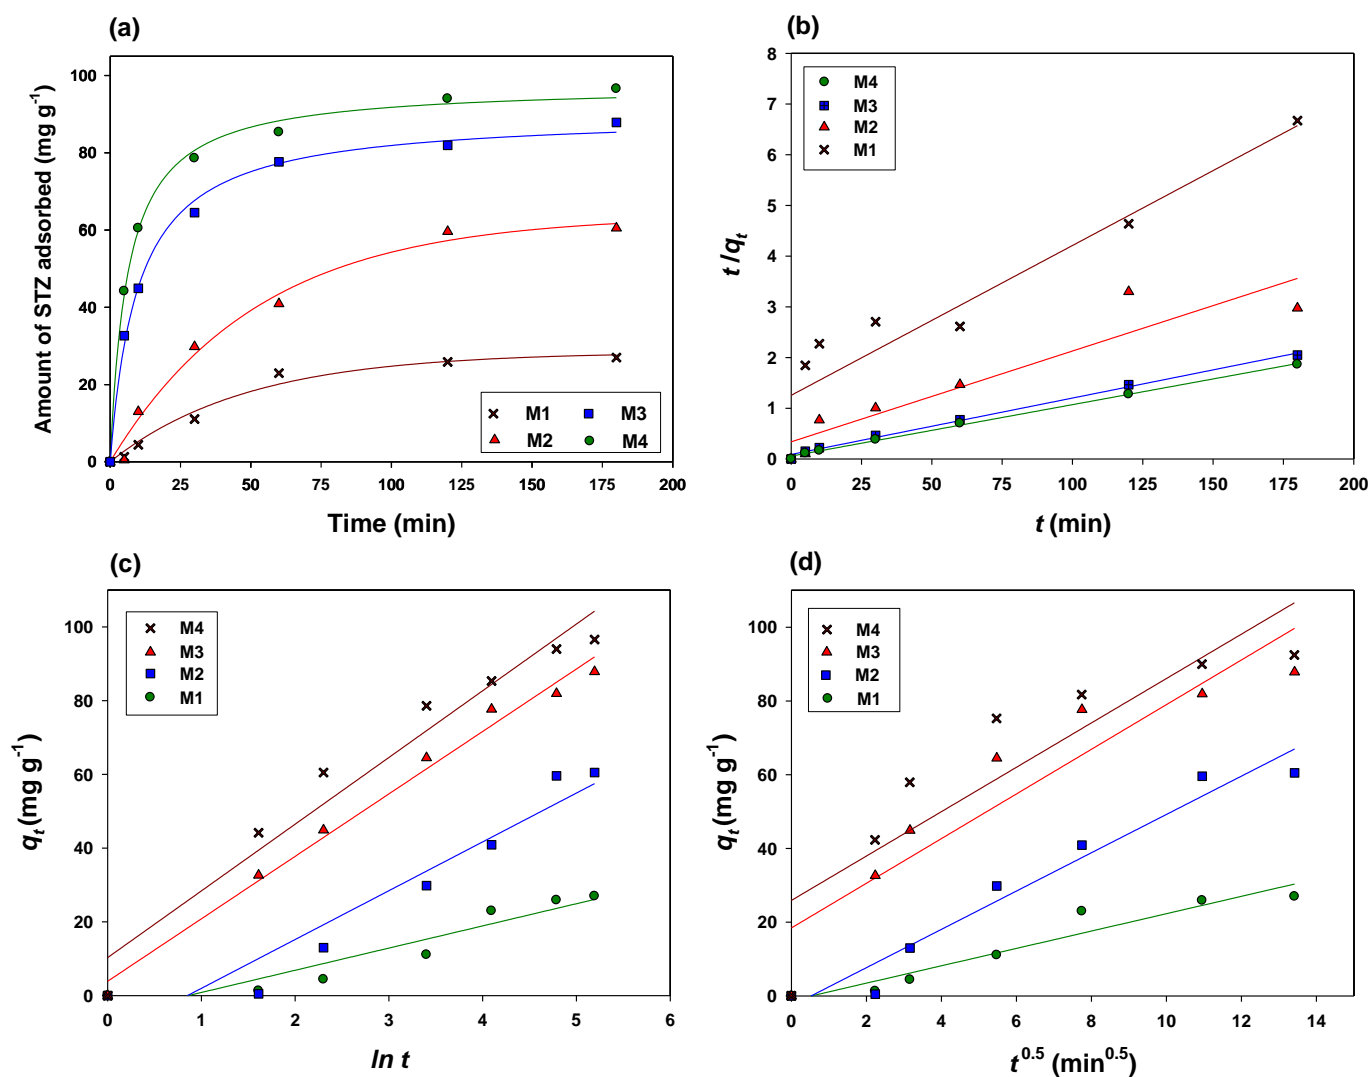 (a)
Amount of STZ adsorbed (mg g-1)
100
80
60
40
20
0
M1
M2
M3
M4
0 25 50 75 100 125 150 175 200
Time (min)
(b)
t/qt
8
7
6
5
4
3
2
1
0
M4
M3
M2
M1
0 25 50 75 100 125 150 175 200
t (min)
(c)
qt (mg g-1)
100
80
60
40
20
0
M4
M3
M2
M1
0 1 2 3 4 5 6
ln t
(d)
qt (mg g-1)
100
80
60
40
20
0
M4
M3
M2
M1
0 2 4 6 8 10 12 14
t0.5 (min0.5)